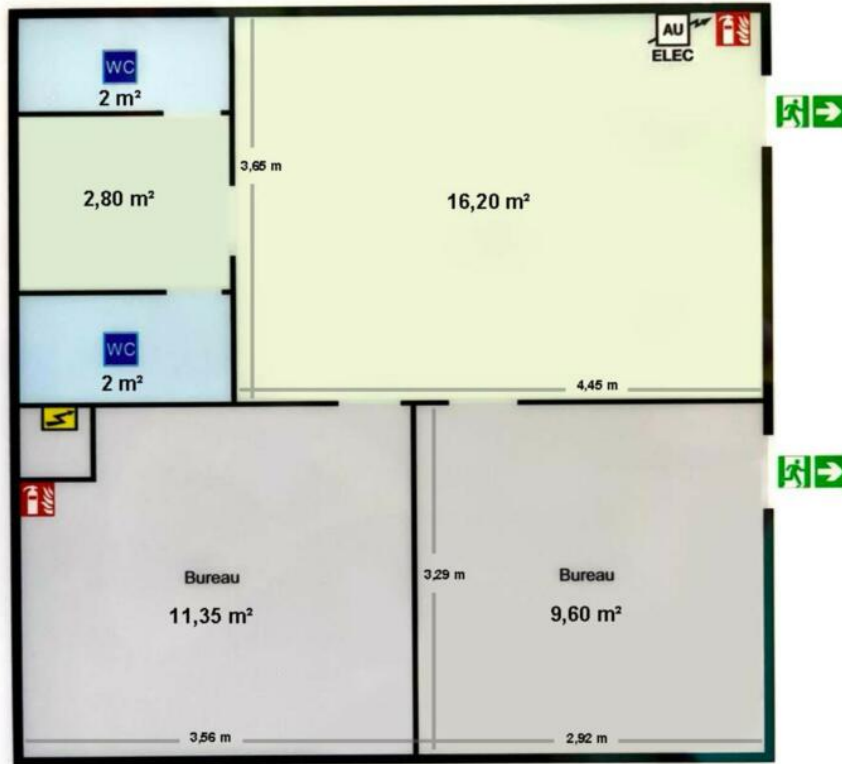 WC
2 m²
AU
ELEC
3,65 m
2,80 m²
16,20 m²
WC
2 m²
4,45 m
Bureau
11,35 m²
3,29 m
Bureau
9,60 m²
3,56 m
2,92 m